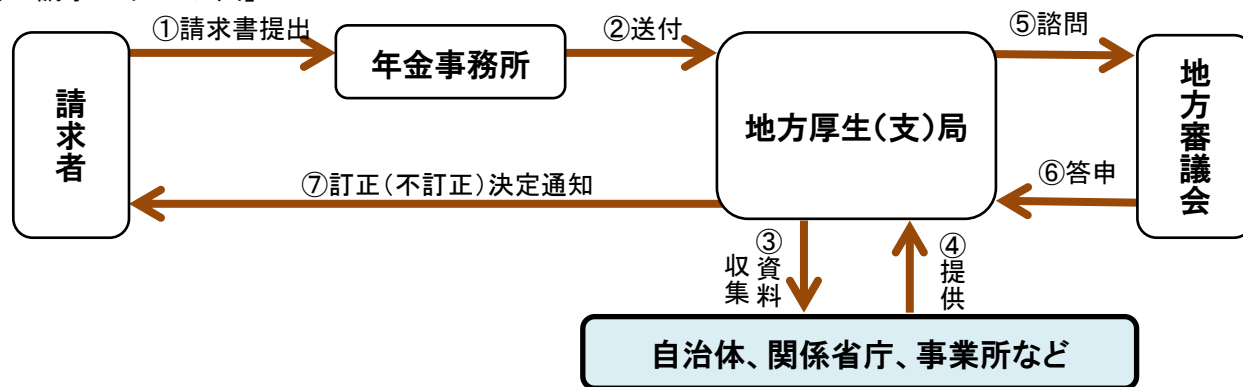 ①請求書提出
②送付
⑤諮問
請求者
年金事務所
地方厚生(支)局
地方審議会
⑦訂正(不訂正)決定通知
⑥答申
③資料収集
④提供
自治体、関係省庁、事業所など